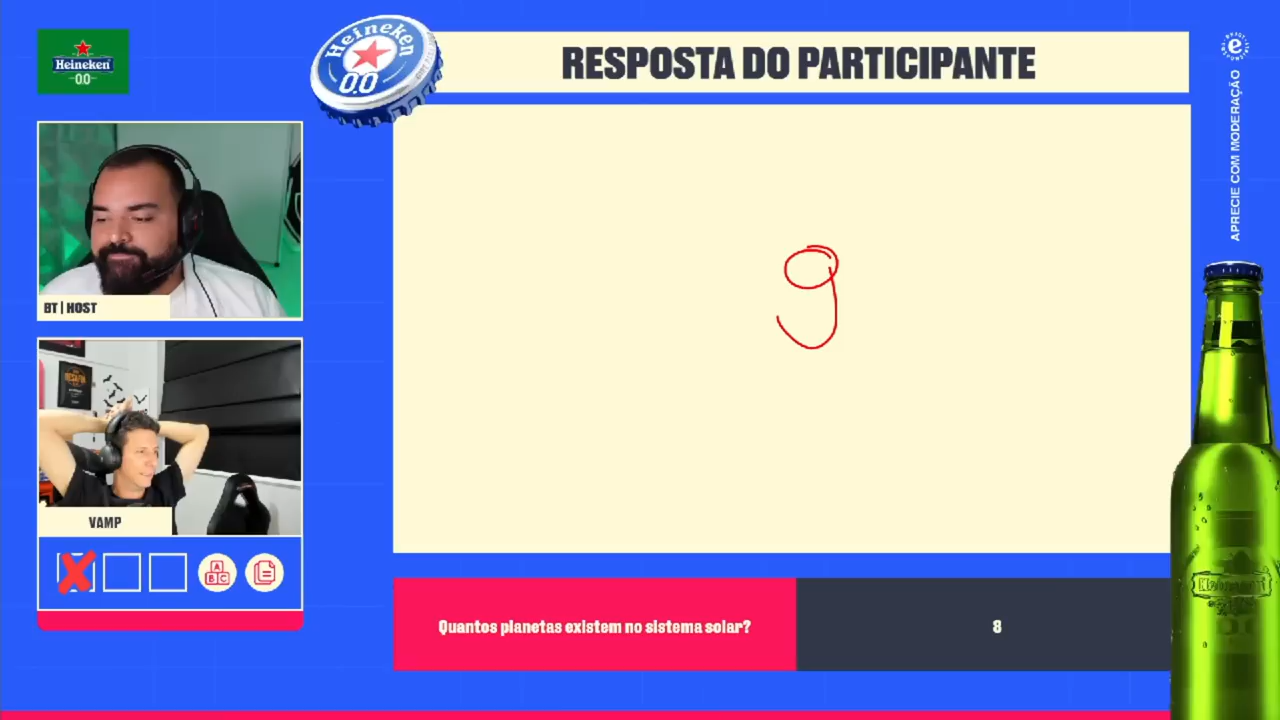 Heineken
0.0
Heineken
0.0
RESPOSTA DO PARTICIPANTE
APRECIE COM MODERAÇÃO
BT | HOST
9
VAMP
A
B C
Quantos planetas existem no sistema solar?
8